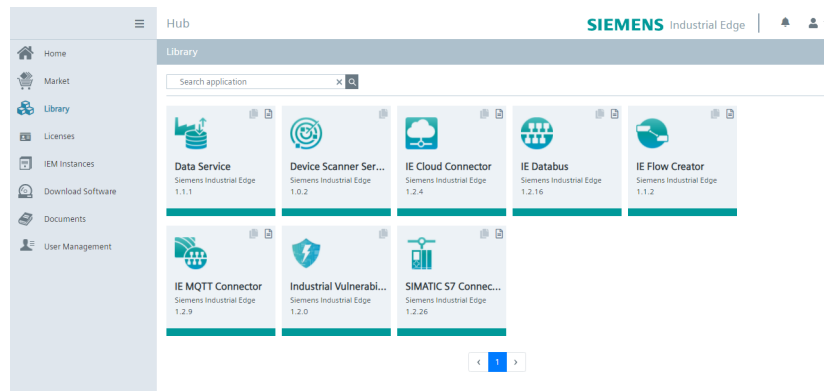 Hub
SIEMENS Industrial Edge
Home
Market
Library
Licenses
IEM Instances
Download Software
Documents
User Management
Library
Search application
Data Service
Siemens Industrial Edge
1.1.1
Device Scanner Ser...
Siemens Industrial Edge
1.0.2
IE Cloud Connector
Siemens Industrial Edge
1.2.4
IE Databus
Siemens Industrial Edge
1.2.16
IE Flow Creator
Siemens Industrial Edge
1.1.2
IE MQTT Connector
Siemens Industrial Edge
1.2.9
Industrial Vulnerabi...
Siemens Industrial Edge
1.2.0
SIMATIC S7 Connec...
Siemens Industrial Edge
1.2.26
1